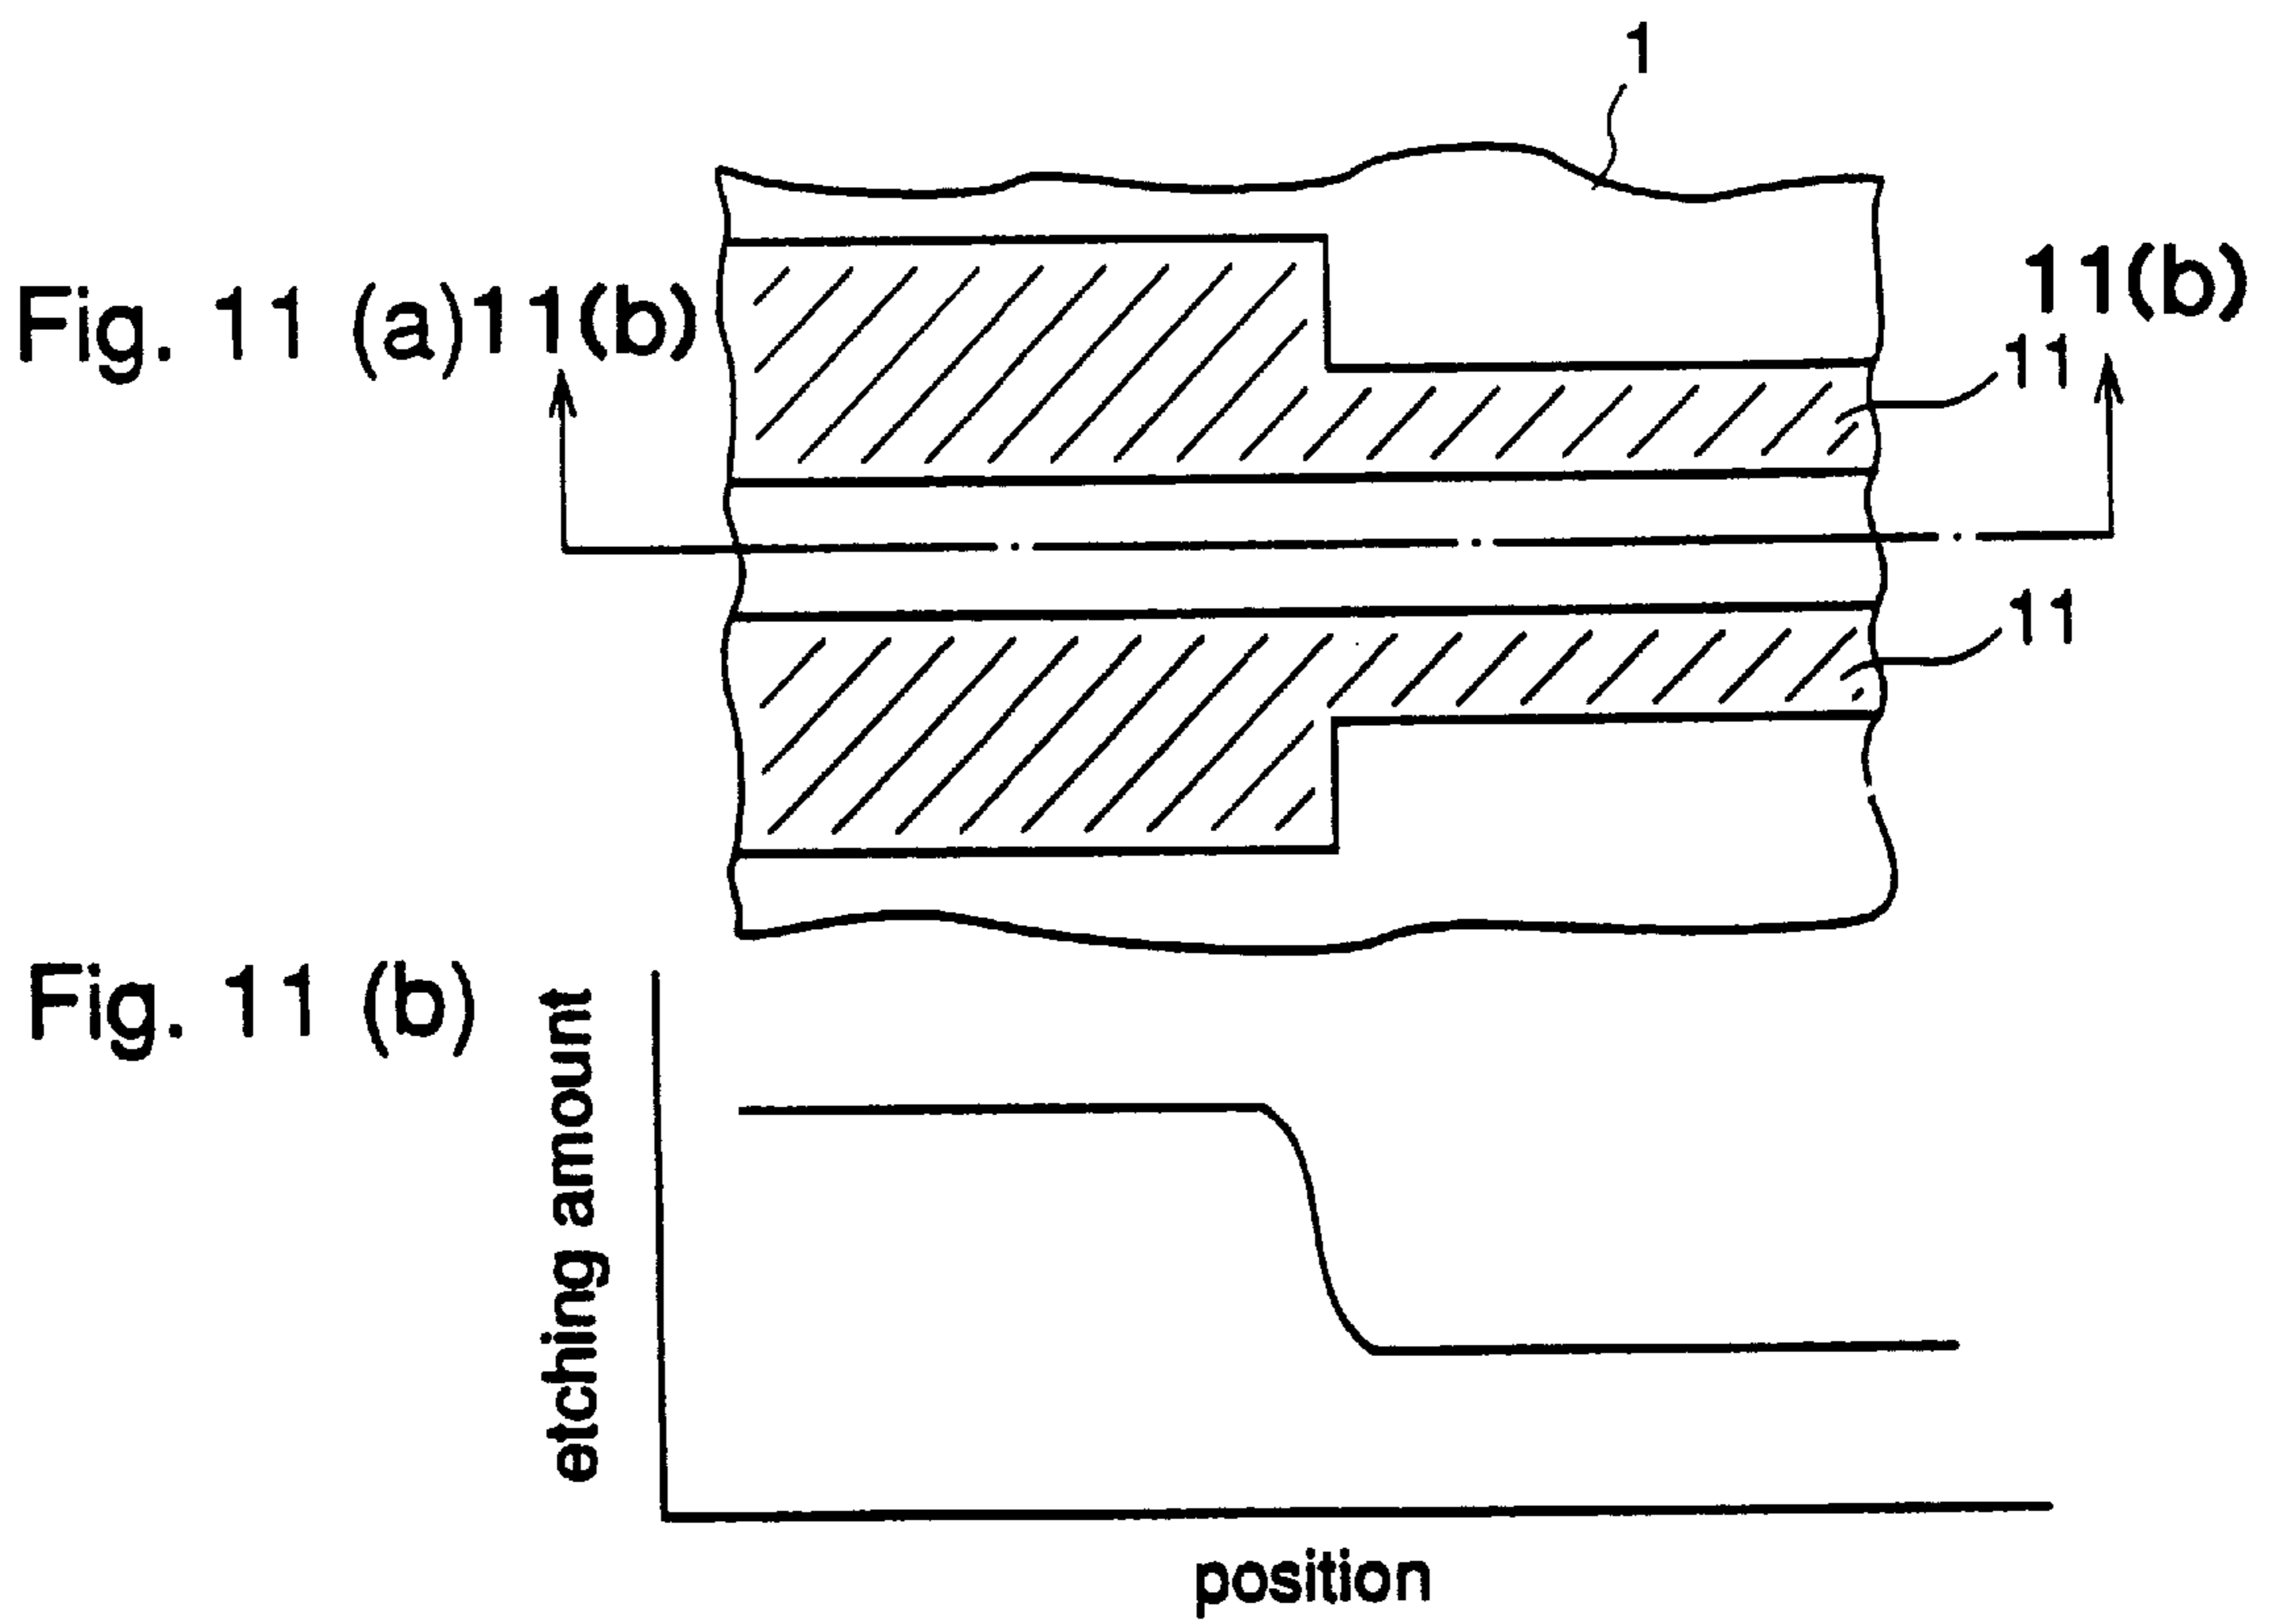 1
Fig. 11 (a) 11(b)
11(b)
11
11
Fig. 11 (b)
etching amount
position